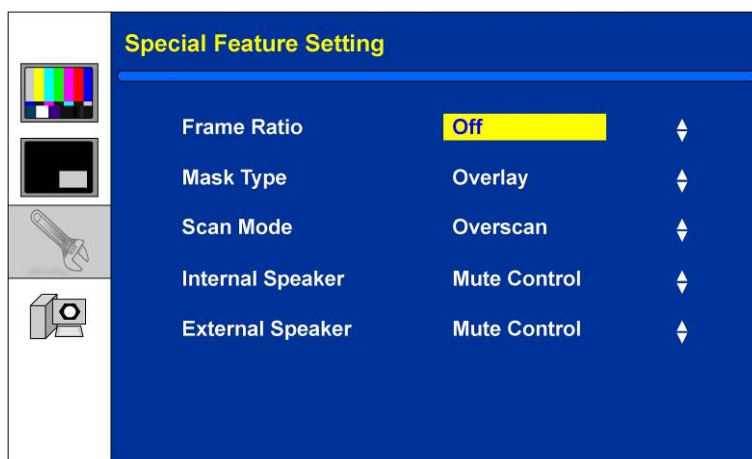 Special Feature Setting
Frame Ratio Off
Mask Type Overlay
Scan Mode Overscan
Internal Speaker Mute Control
External Speaker Mute Control